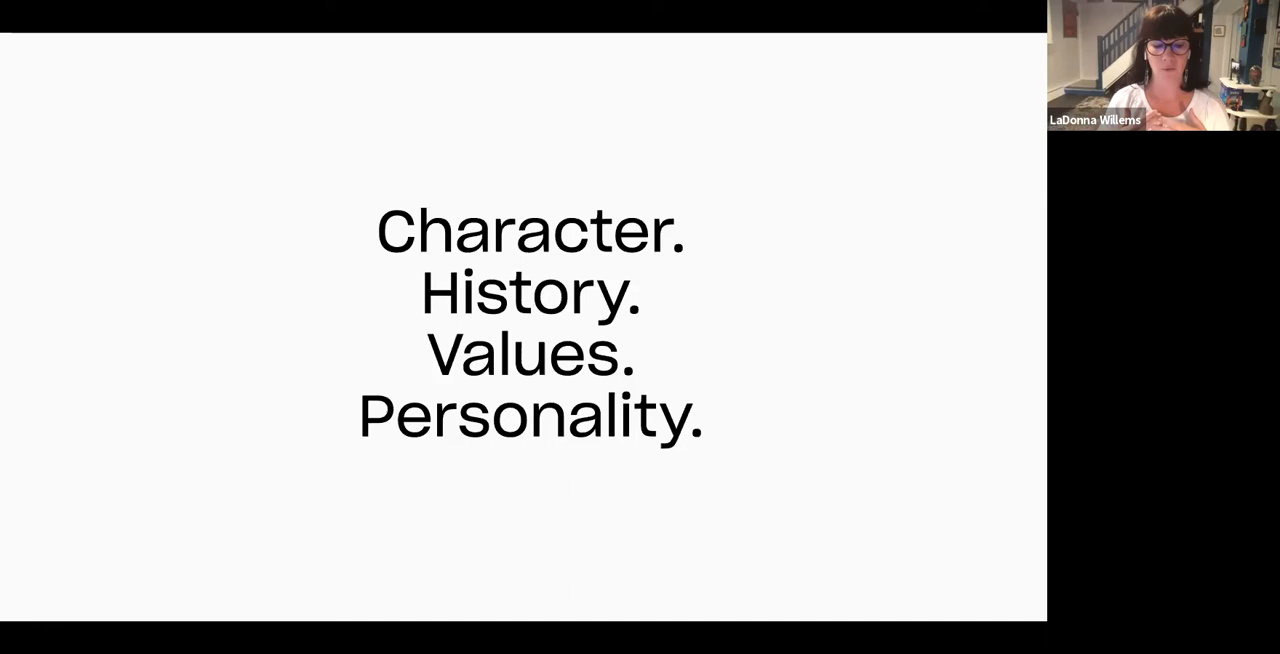 Character.
History.
Values.
Personality.
LaDonna Willems